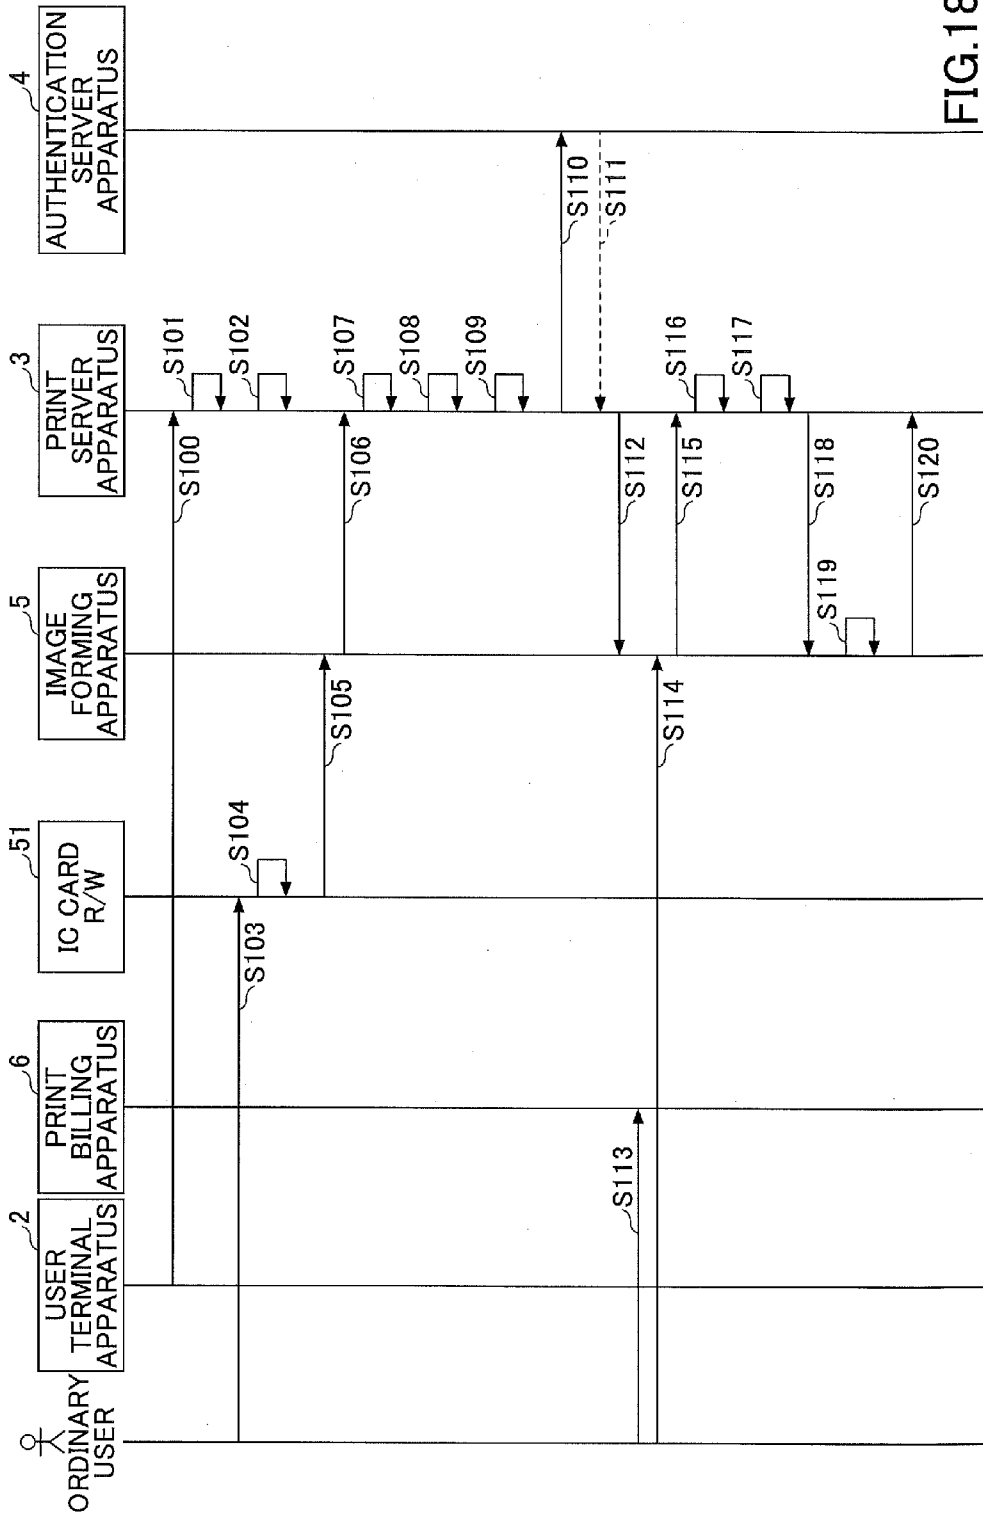 ORDINARY
USER
2
USER
TERMINAL
APPARATUS
6
PRINT
BILLING
APPARATUS
51
IC CARD
R/W
5
IMAGE
FORMING
APPARATUS
3
PRINT
SERVER
APPARATUS
4
AUTHENTICATION
SERVER
APPARATUS
S100
S101
S102
S103
S104
S105
S106
S107
S108
S109
S110
S111
S112
S113
S114
S115
S116
S117
S118
S119
S120
FIG.18